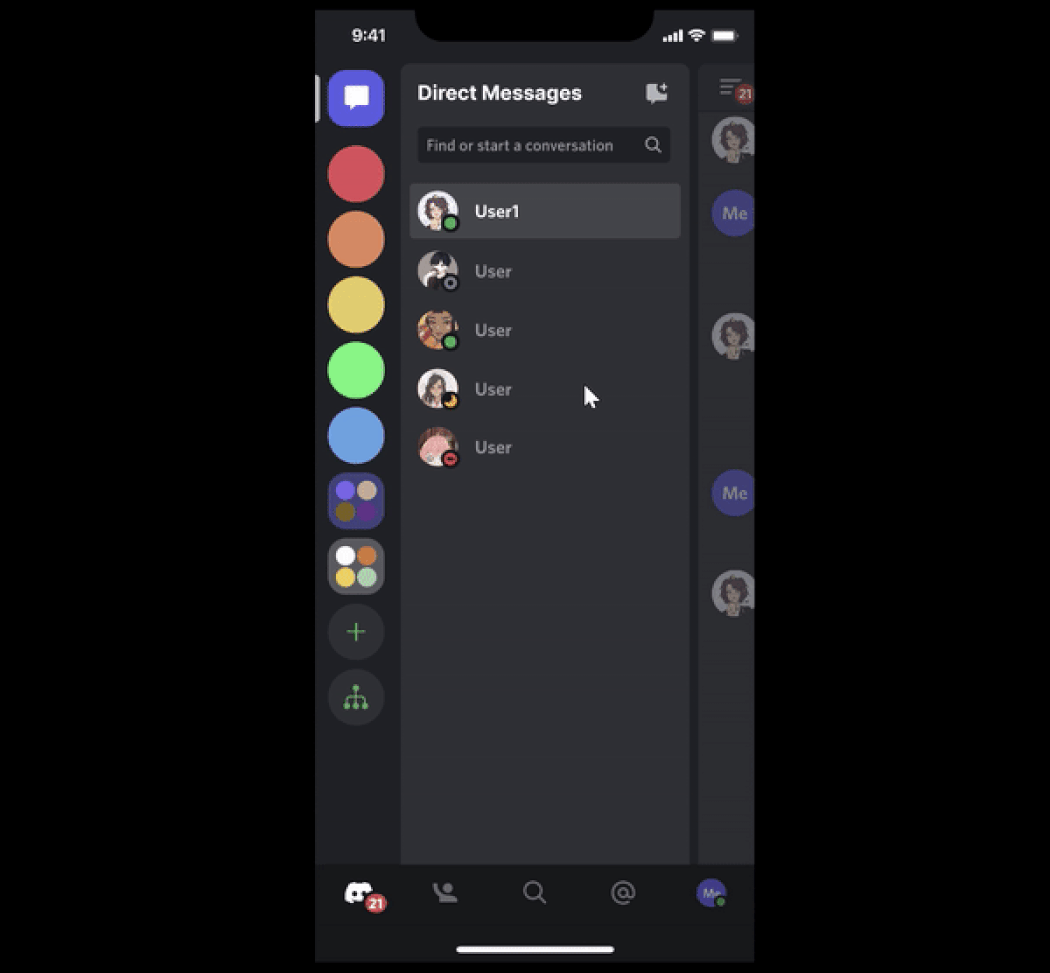 9:41
Direct Messages
21
Find or start a conversation
User1
Me
User
User
User
User
Me
21
Me